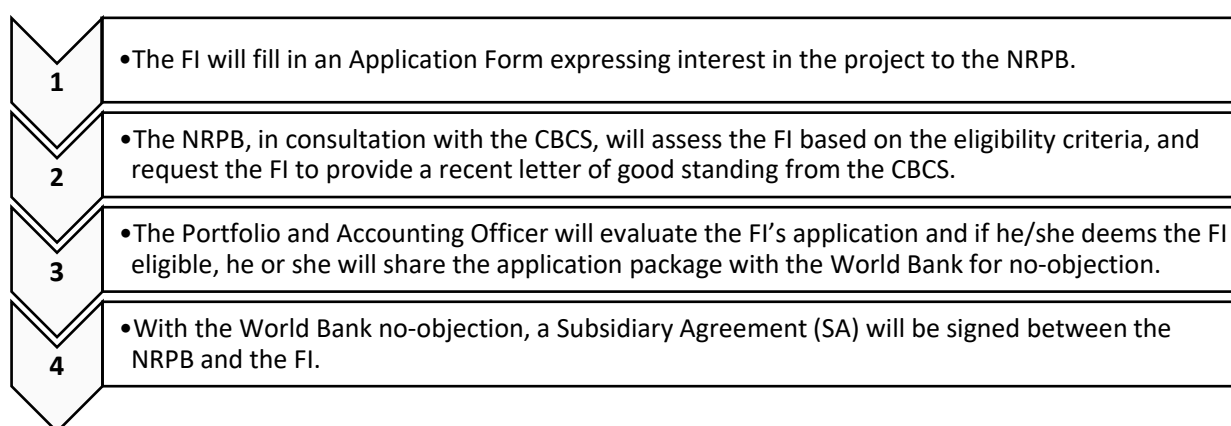 1
•The FI will fill in an Application Form expressing interest in the project to the NRPB.
2
•The NRPB, in consultation with the CBCS, will assess the FI based on the eligibility criteria, and
request the FI to provide a recent letter of good standing from the CBCS.
3
•The Portfolio and Accounting Officer will evaluate the FI’s application and if he/she deems the FI
eligible, he or she will share the application package with the World Bank for no-objection.
4
•With the World Bank no-objection, a Subsidiary Agreement (SA) will be signed between the
NRPB and the FI.